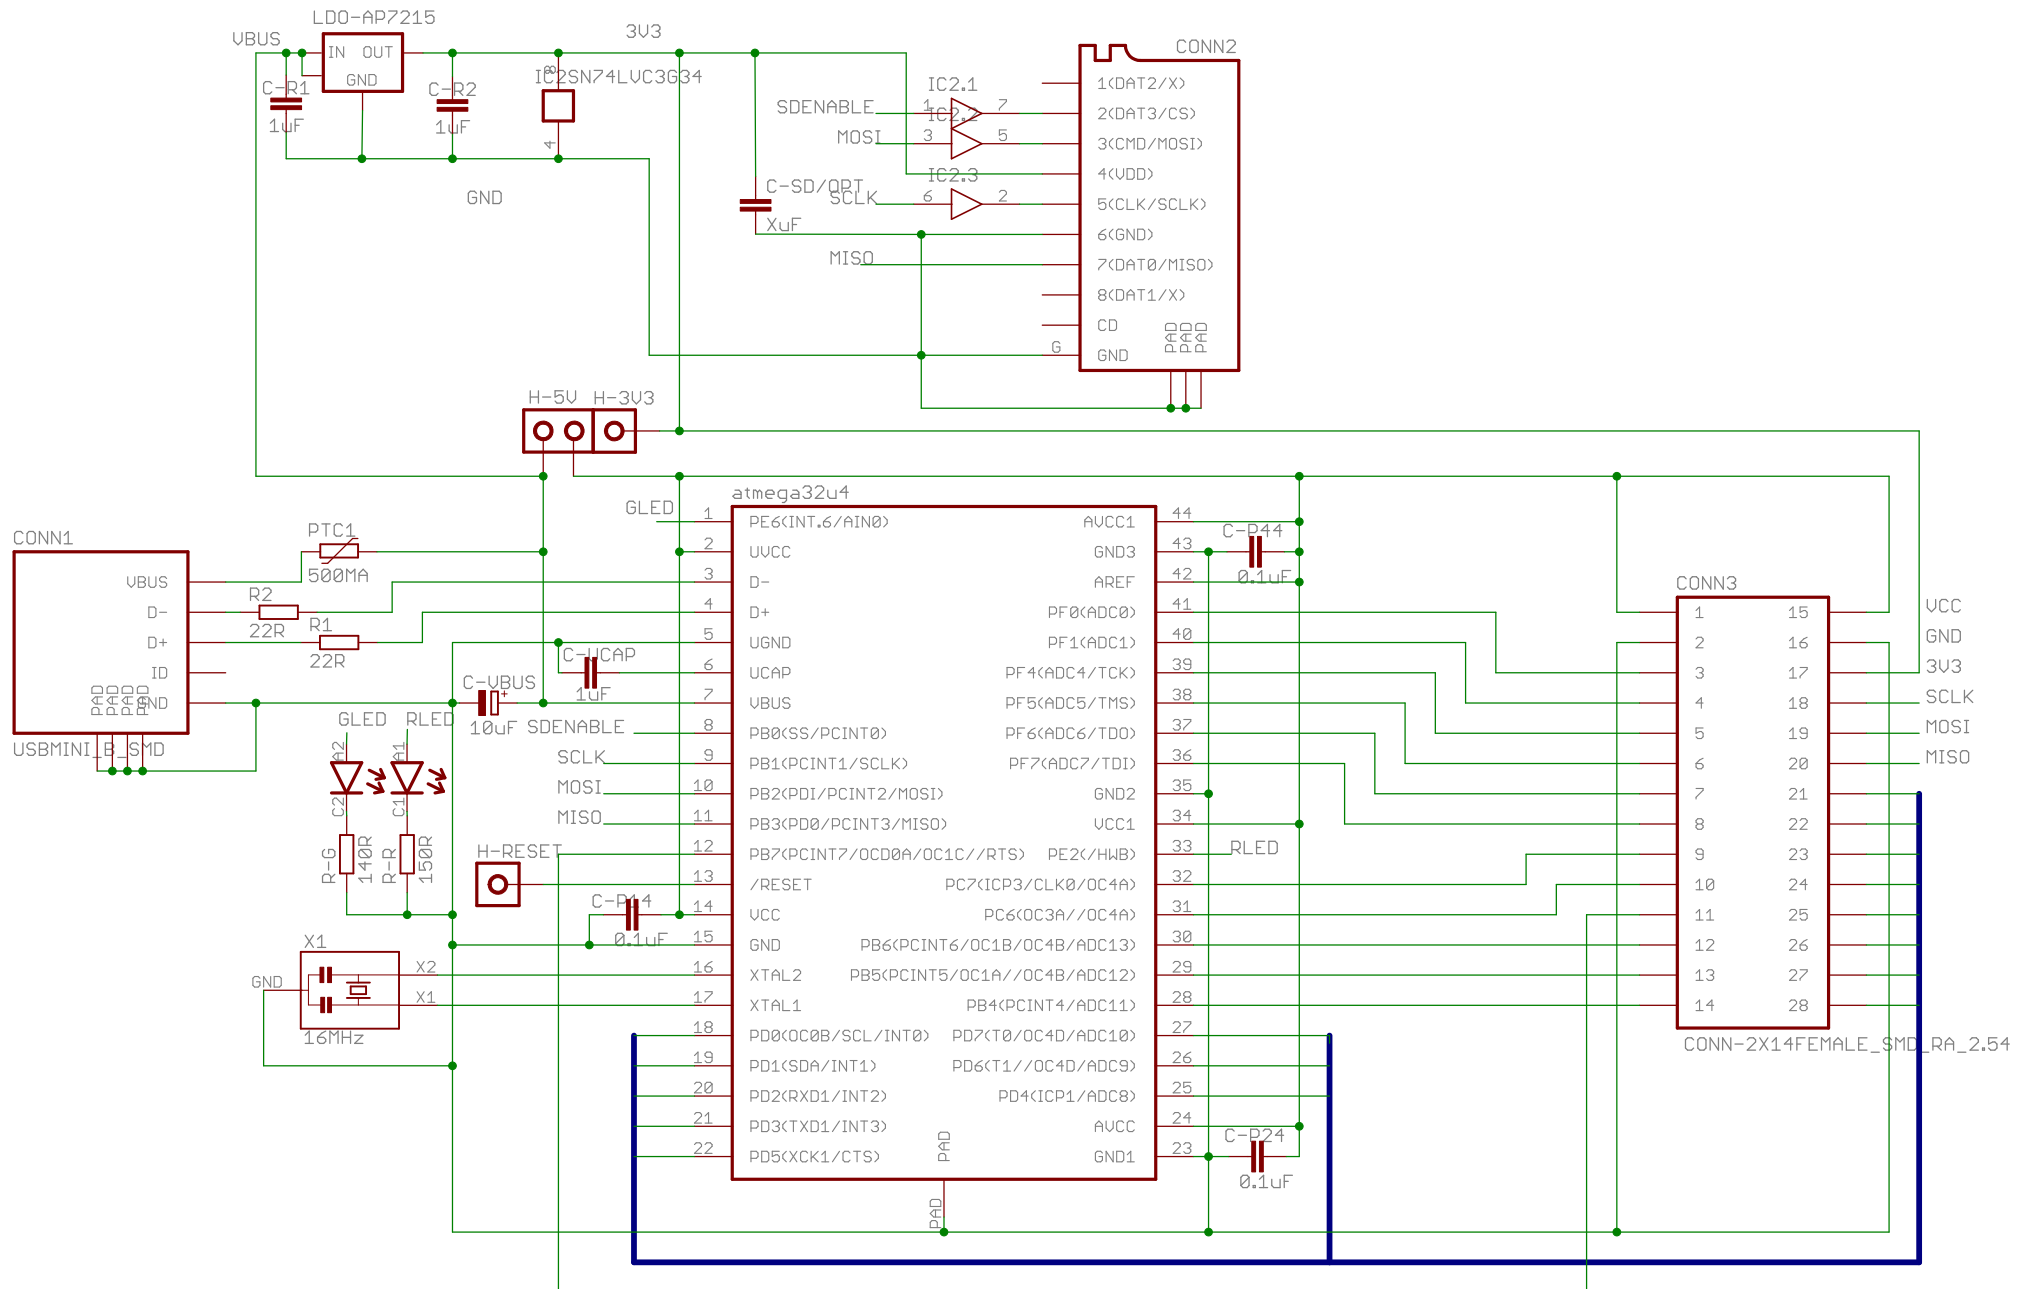 LDO-AP7215
VBUS
IN OUT
GND
C-R1
1uF
C-R2
1uF
3V3
8
IC2SN74LVC3G34
4
GND
C-SD/OPT
XuF
SDENABLE
MOSI
SCLK
MISO
IC2.1
1 7
IC2.2
3 5
IC2.3
6 2
CONN2
1(DAT2/X)
2(DAT3/CS)
3(CMD/MOSI)
4(VDD)
5(CLK/SCLK)
6(GND)
7(DAT0/MISO)
8(DAT1/X)
CD
G GND
PAD PAD PAD
H-5V H-3V3
CONN1
VBUS
D-
D+
ID
GND
PAD PAD PAD PAD
USBMINI_B_SMD
PTC1
500MA
R2
22R
R1
22R
C-UCAP
1uF
C-VBUS
+
10uF
GLED RLED
A2 A1
C2 C1
R-G 140R R-R 150R
H-RESET
C-P14
0.1uF
X1
GND
X2
X1
16MHz
atmega32u4
GLED
SDENABLE
SCLK
MOSI
MISO
1 PE6(INT.6/AIN0)
2 UVCC
3 D-
4 D+
5 UGND
6 UCAP
7 VBUS
8 PB0(SS/PCINT0)
9 PB1(PCINT1/SCLK)
10 PB2(PDI/PCINT2/MOSI)
11 PB3(PD0/PCINT3/MISO)
12 PB7(PCINT7/OCD0A/OC1C//RTS)
13 /RESET
14 VCC
15 GND
16 XTAL2
17 XTAL1
18 PD0(OC0B/SCL/INT0)
19 PD1(SDA/INT1)
20 PD2(RXD1/INT2)
21 PD3(TXD1/INT3)
22 PD5(XCK1/CTS)
AVCC1 44
GND3 43
AREF 42
PF0(ADC0) 41
PF1(ADC1) 40
PF4(ADC4/TCK) 39
PF5(ADC5/TMS) 38
PF6(ADC6/TDO) 37
PF7(ADC7/TDI) 36
GND2 35
VCC1 34
PE2(/HWB) 33
RLED
PC7(ICP3/CLK0/OC4A) 32
PC6(OC3A//OC4A) 31
PB6(PCINT6/OC1B/OC4B/ADC13) 30
PB5(PCINT5/OC1A//OC4B/ADC12) 29
PB4(PCINT4/ADC11) 28
PD7(T0/OC4D/ADC10) 27
PD6(T1//OC4D/ADC9) 26
PD4(ICP1/ADC8) 25
AVCC 24
GND1 23
PAD
PAD
C-P44
0.1uF
C-P24
0.1uF
CONN3
1 15 VCC
2 16 GND
3 17 3V3
4 18 SCLK
5 19 MOSI
6 20 MISO
7 21
8 22
9 23
10 24
11 25
12 26
13 27
14 28
CONN-2X14FEMALE_SMD_RA_2.54